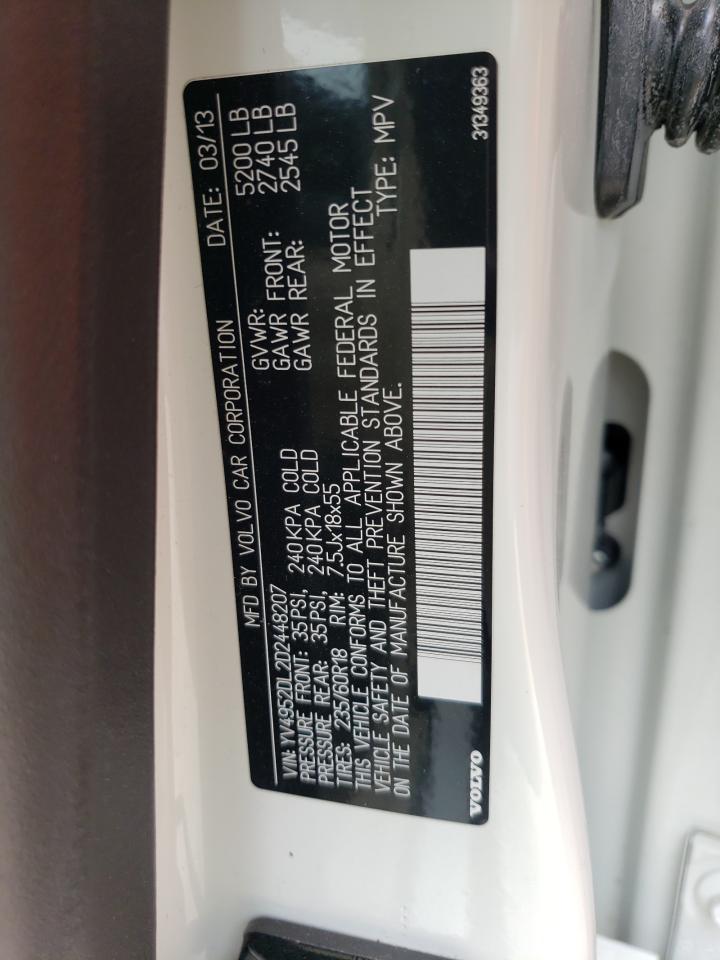 MFD BY VOLVO CAR CORPORATION DATE: 03/13
GVWR: 5200 LB
GAWR FRONT: 2740 LB
GAWR REAR: 2545 LB
VIN: YV4952DL2D2448207
PRESSURE FRONT: 35PSI, 240KPA COLD
PRESSURE REAR: 35PSI, 240KPA COLD
TIRES: 235/60R18 RIM: 7.5Jx18x55
THIS VEHICLE CONFORMS TO ALL APPLICABLE FEDERAL MOTOR
VEHICLE SAFETY AND THEFT PREVENTION STANDARDS IN EFFECT
ON THE DATE OF MANUFACTURE SHOWN ABOVE. TYPE: MPV
VOLVO 31349363